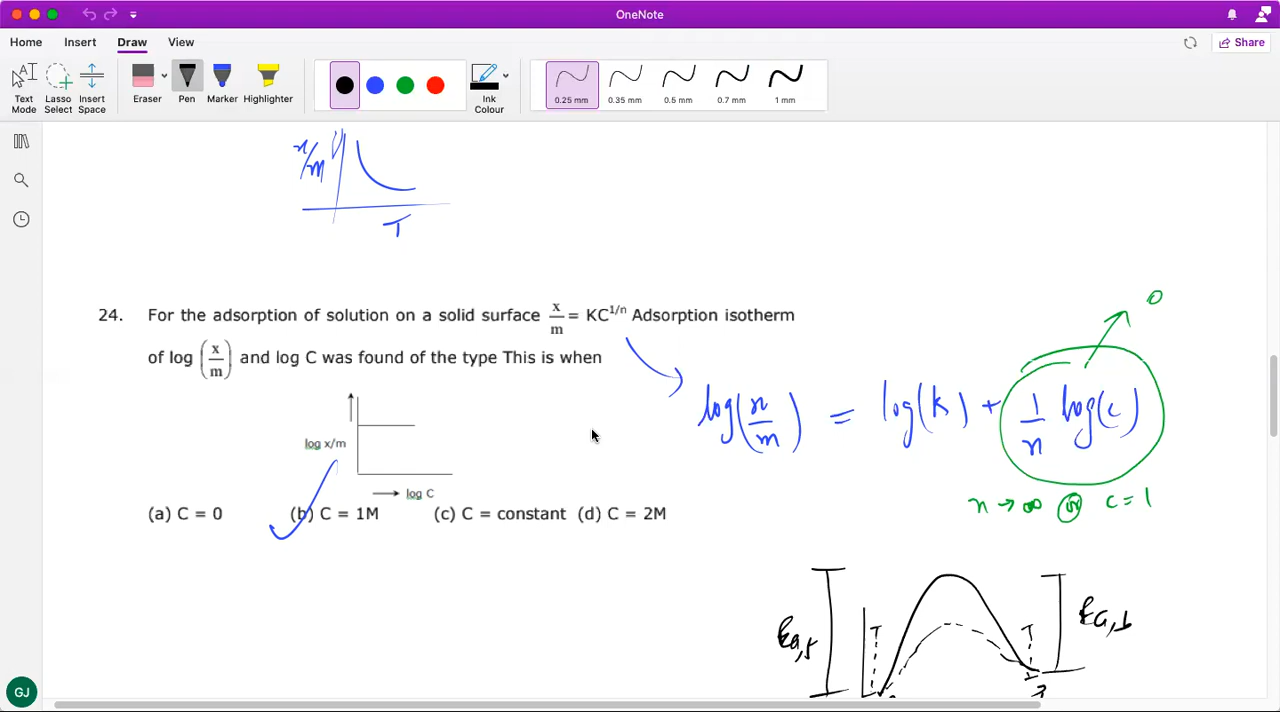 OneNote
Home Insert Draw View
Share
Text Mode
Lasso Select
Insert Space
Eraser
Pen
Marker
Highlighter
Ink Colour
0.25 mm
0.35 mm
0.5 mm
0.7 mm
1 mm
x/m
T
24. For the adsorption of solution on a solid surface x/m = KC^1/n Adsorption isotherm
of log (x/m) and log C was found of the type This is when
0
log(x/m) = log(k) + 1/n log(c)
log x/m
log C
n → ∞ or c = 1
(a) C = 0 (b) C = 1M (c) C = constant (d) C = 2M
Ea,f
Ea,b
GJ